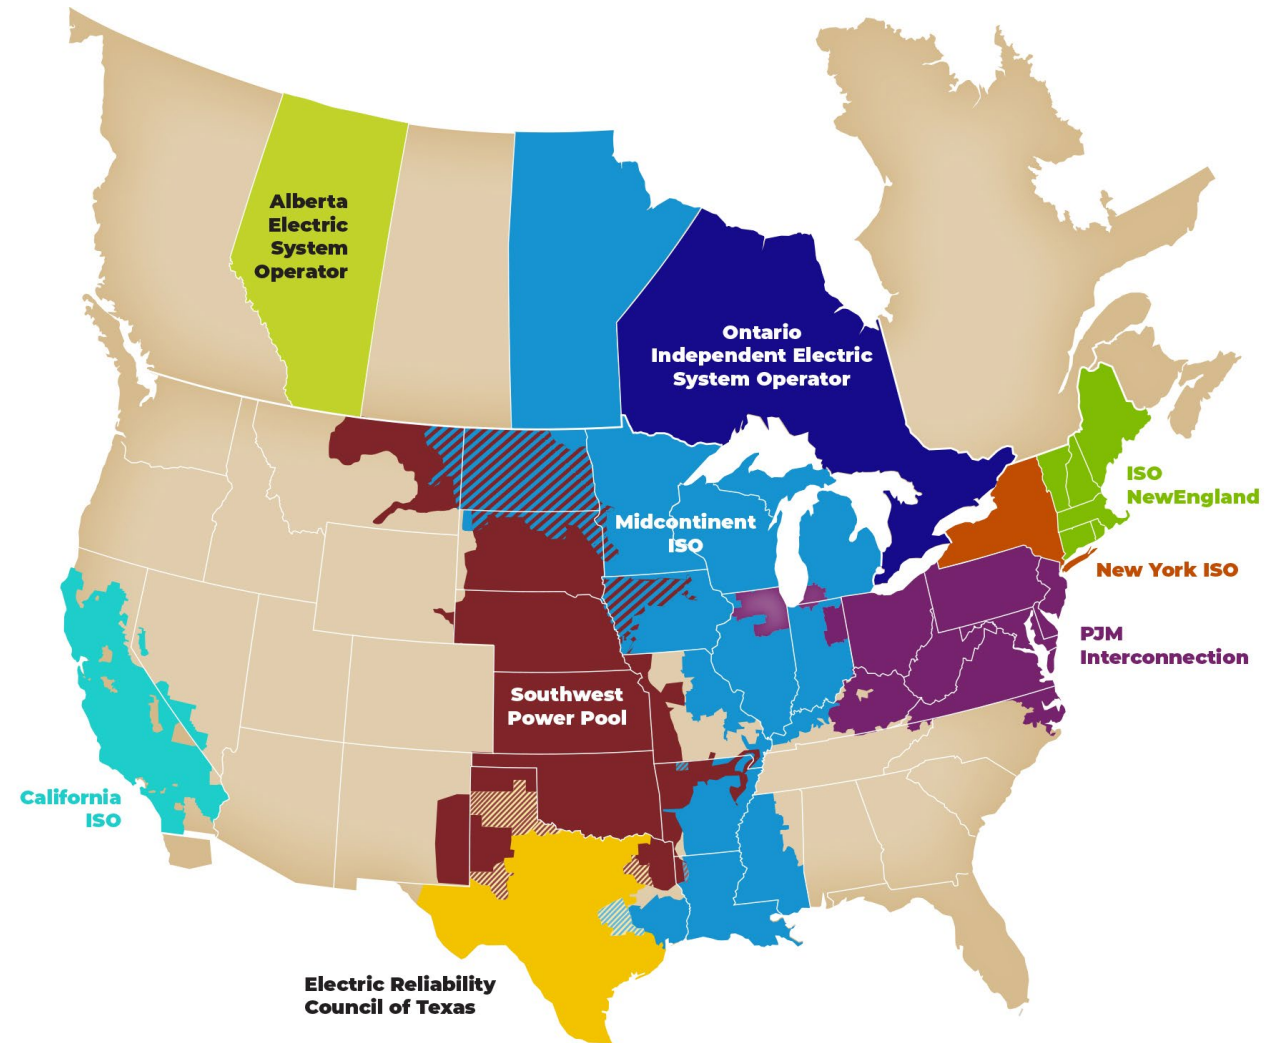 Alberta
Electric
System
Operator
Ontario
Independent Electric
System Operator
Midcontinent
ISO
ISO
NewEngland
New York ISO
PJM
Interconnection
Southwest
Power Pool
California
ISO
Electric Reliability
Council of Texas